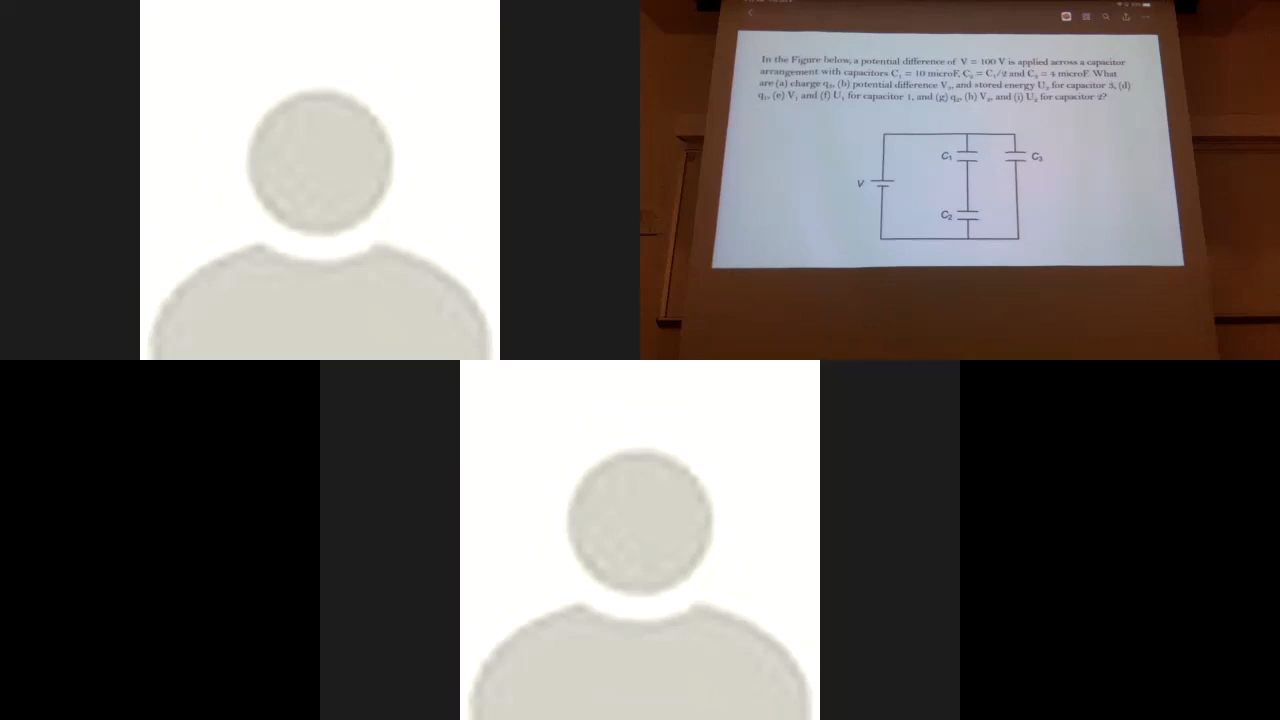 In the Figure below, a potential difference of V = 100 V is applied across a capacitor
arrangement with capacitors C₁ = 10 microF, C₂ = C₁/2 and C₃ = 4 microF. What
are (a) charge q₃, (b) potential difference V₃, and stored energy U₃ for capacitor 3, (d)
q₁, (e) V₁ and (f) U₁ for capacitor 1, and (g) q₂, (h) V₂, and (i) U₂ for capacitor 2?
C₁
C₃
V
C₂